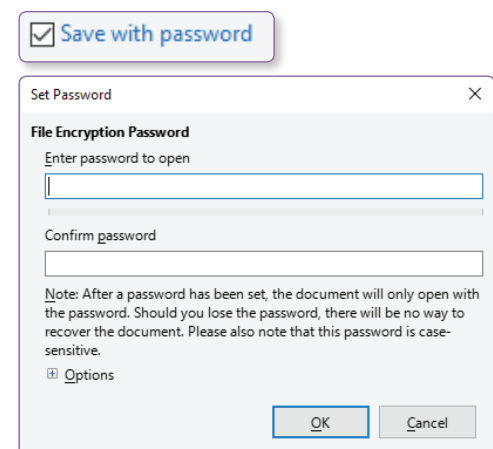 Save with password
Set Password
File Encryption Password
Enter password to open
Confirm password
Note: After a password has been set, the document will only open with
the password. Should you lose the password, there will be no way to
recover the document. Please also note that this password is case-
sensitive.
Options
OK
Cancel